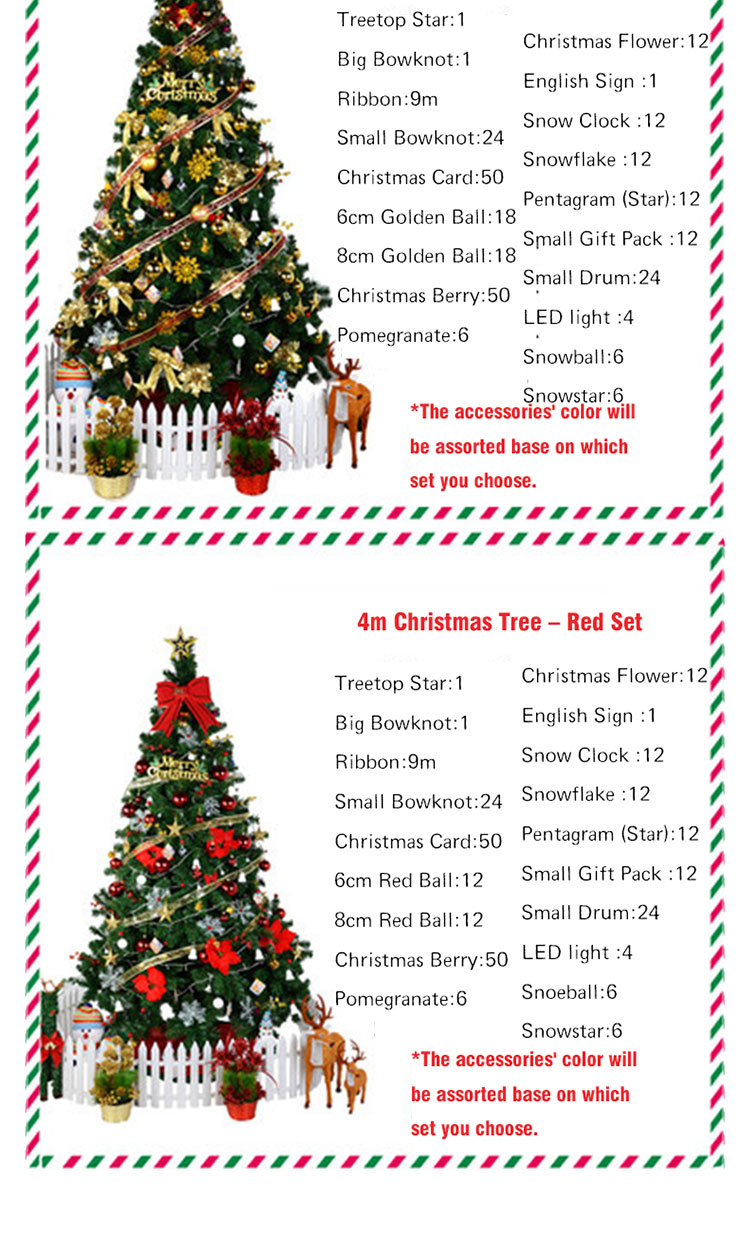 Merry
Christmas
Treetop Star:1
Big Bowknot:1
Ribbon:9m
Small Bowknot:24
Christmas Card:50
6cm Golden Ball:18
8cm Golden Ball:18
Christmas Berry:50
Pomegranate:6
Christmas Flower:12
English Sign :1
Snow Clock :12
Snowflake :12
Pentagram (Star):12
Small Gift Pack :12
Small Drum:24
LED light :4
Snowball:6
Snowstar:6
*The accessories' color will
be assorted base on which
set you choose.
4m Christmas Tree – Red Set
Merry
Christmas
Treetop Star:1
Big Bowknot:1
Ribbon:9m
Small Bowknot:24
Christmas Card:50
6cm Red Ball:12
8cm Red Ball:12
Christmas Berry:50
Pomegranate:6
Christmas Flower:12
English Sign :1
Snow Clock :12
Snowflake :12
Pentagram (Star):12
Small Gift Pack :12
Small Drum:24
LED light :4
Snoeball:6
Snowstar:6
*The accessories' color will
be assorted base on which
set you choose.